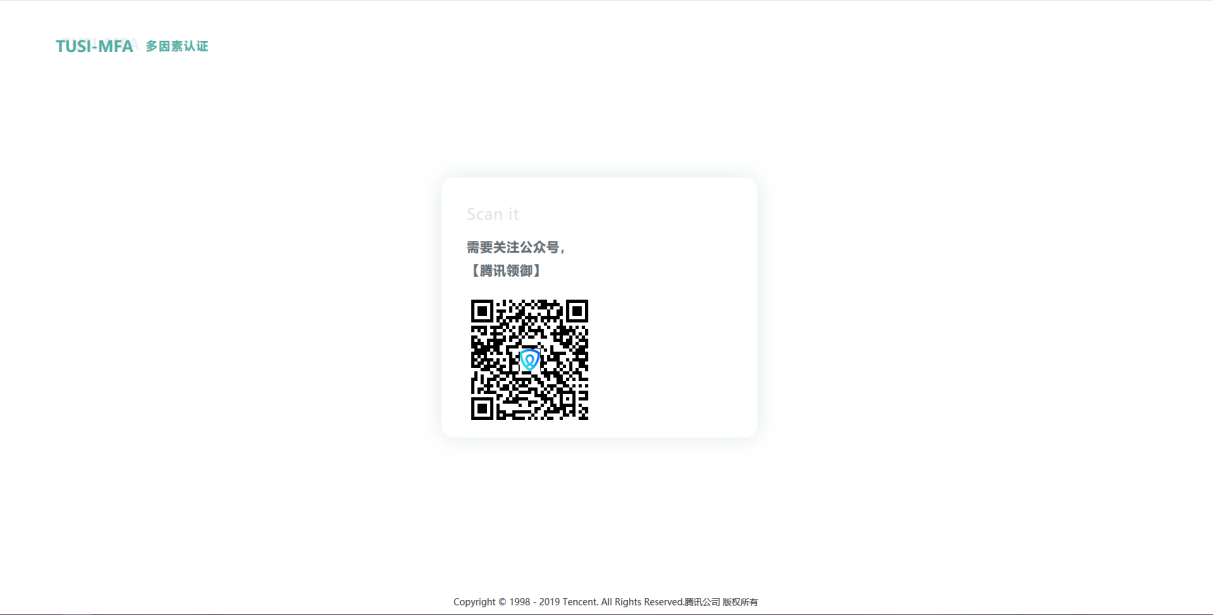 TUSI-MFA 多因素认证
Scan it
需要关注公众号，
【腾讯领御】
Copyright © 1998 - 2019 Tencent. All Rights Reserved.腾讯公司 版权所有